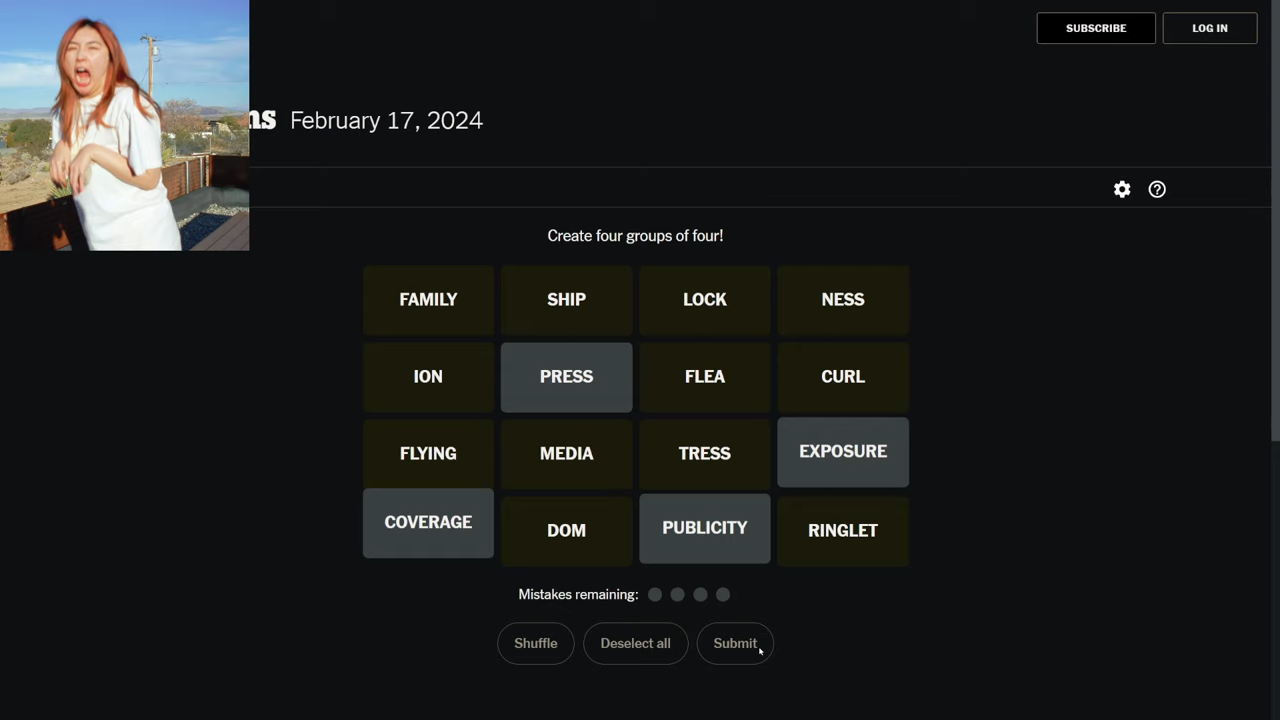 SUBSCRIBE LOG IN
ns February 17, 2024
Create four groups of four!
FAMILY SHIP LOCK NESS
ION PRESS FLEA CURL
FLYING MEDIA TRESS EXPOSURE
COVERAGE DOM PUBLICITY RINGLET
Mistakes remaining:
Shuffle Deselect all Submit